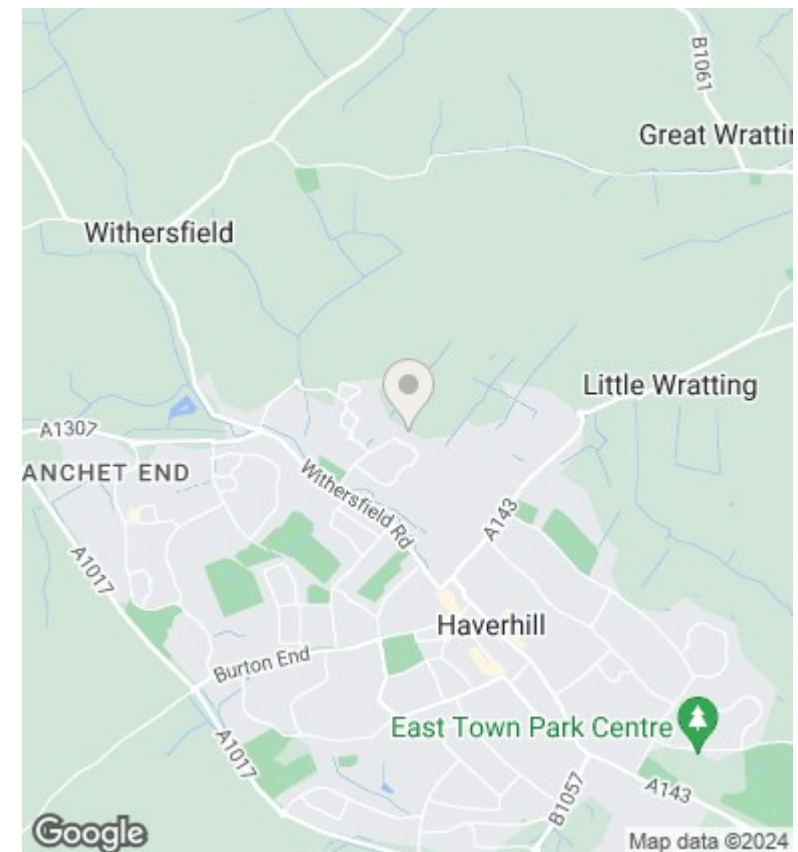 B1061
Great Wrattin
Withersfield
Little Wratting
A1307
ANCHET END
Withersfield Rd
A143
A1017
Haverhill
Burton End
East Town Park Centre
A1017
A143
B1057
Google
Map data ©2024